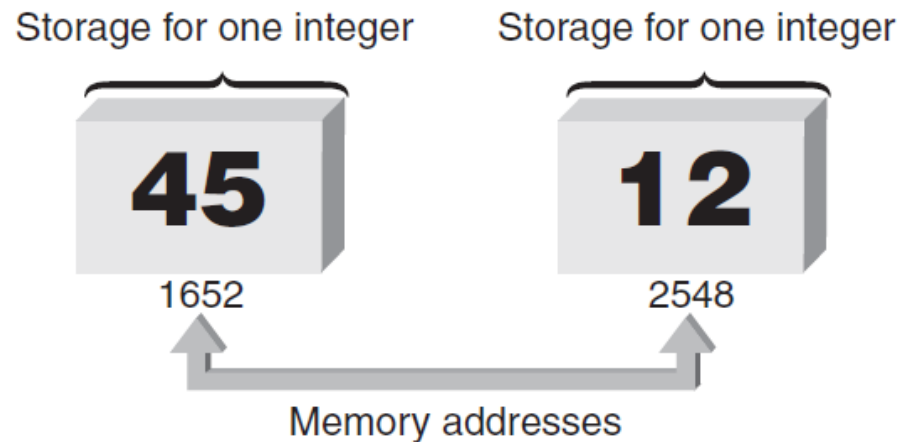 Storage for one integer
Storage for one integer
45
12
1652
2548
Memory addresses